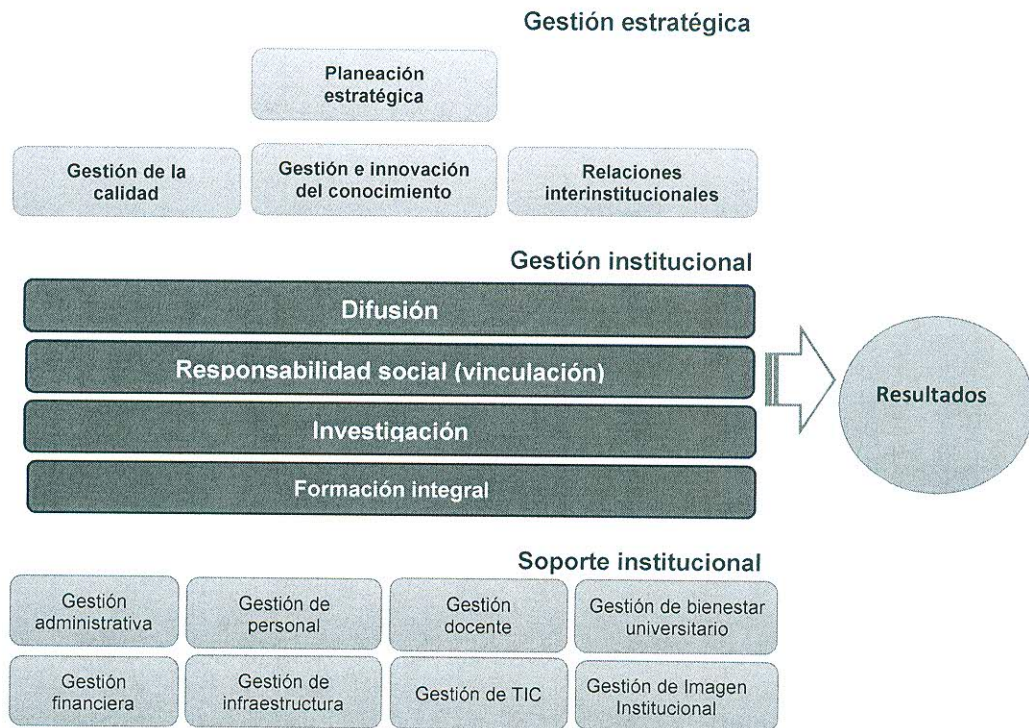 Gestión estratégica
Planeación
estratégica
Gestión de la
calidad
Gestión e innovación
del conocimiento
Relaciones
interinstitucionales
Gestión institucional
Difusión
Responsabilidad social (vinculación)
Investigación
Formación integral
Resultados
Soporte institucional
Gestión
administrativa
Gestión de
personal
Gestión
docente
Gestión de bienestar
universitario
Gestión
financiera
Gestión de
infraestructura
Gestión de TIC
Gestión de Imagen
Institucional